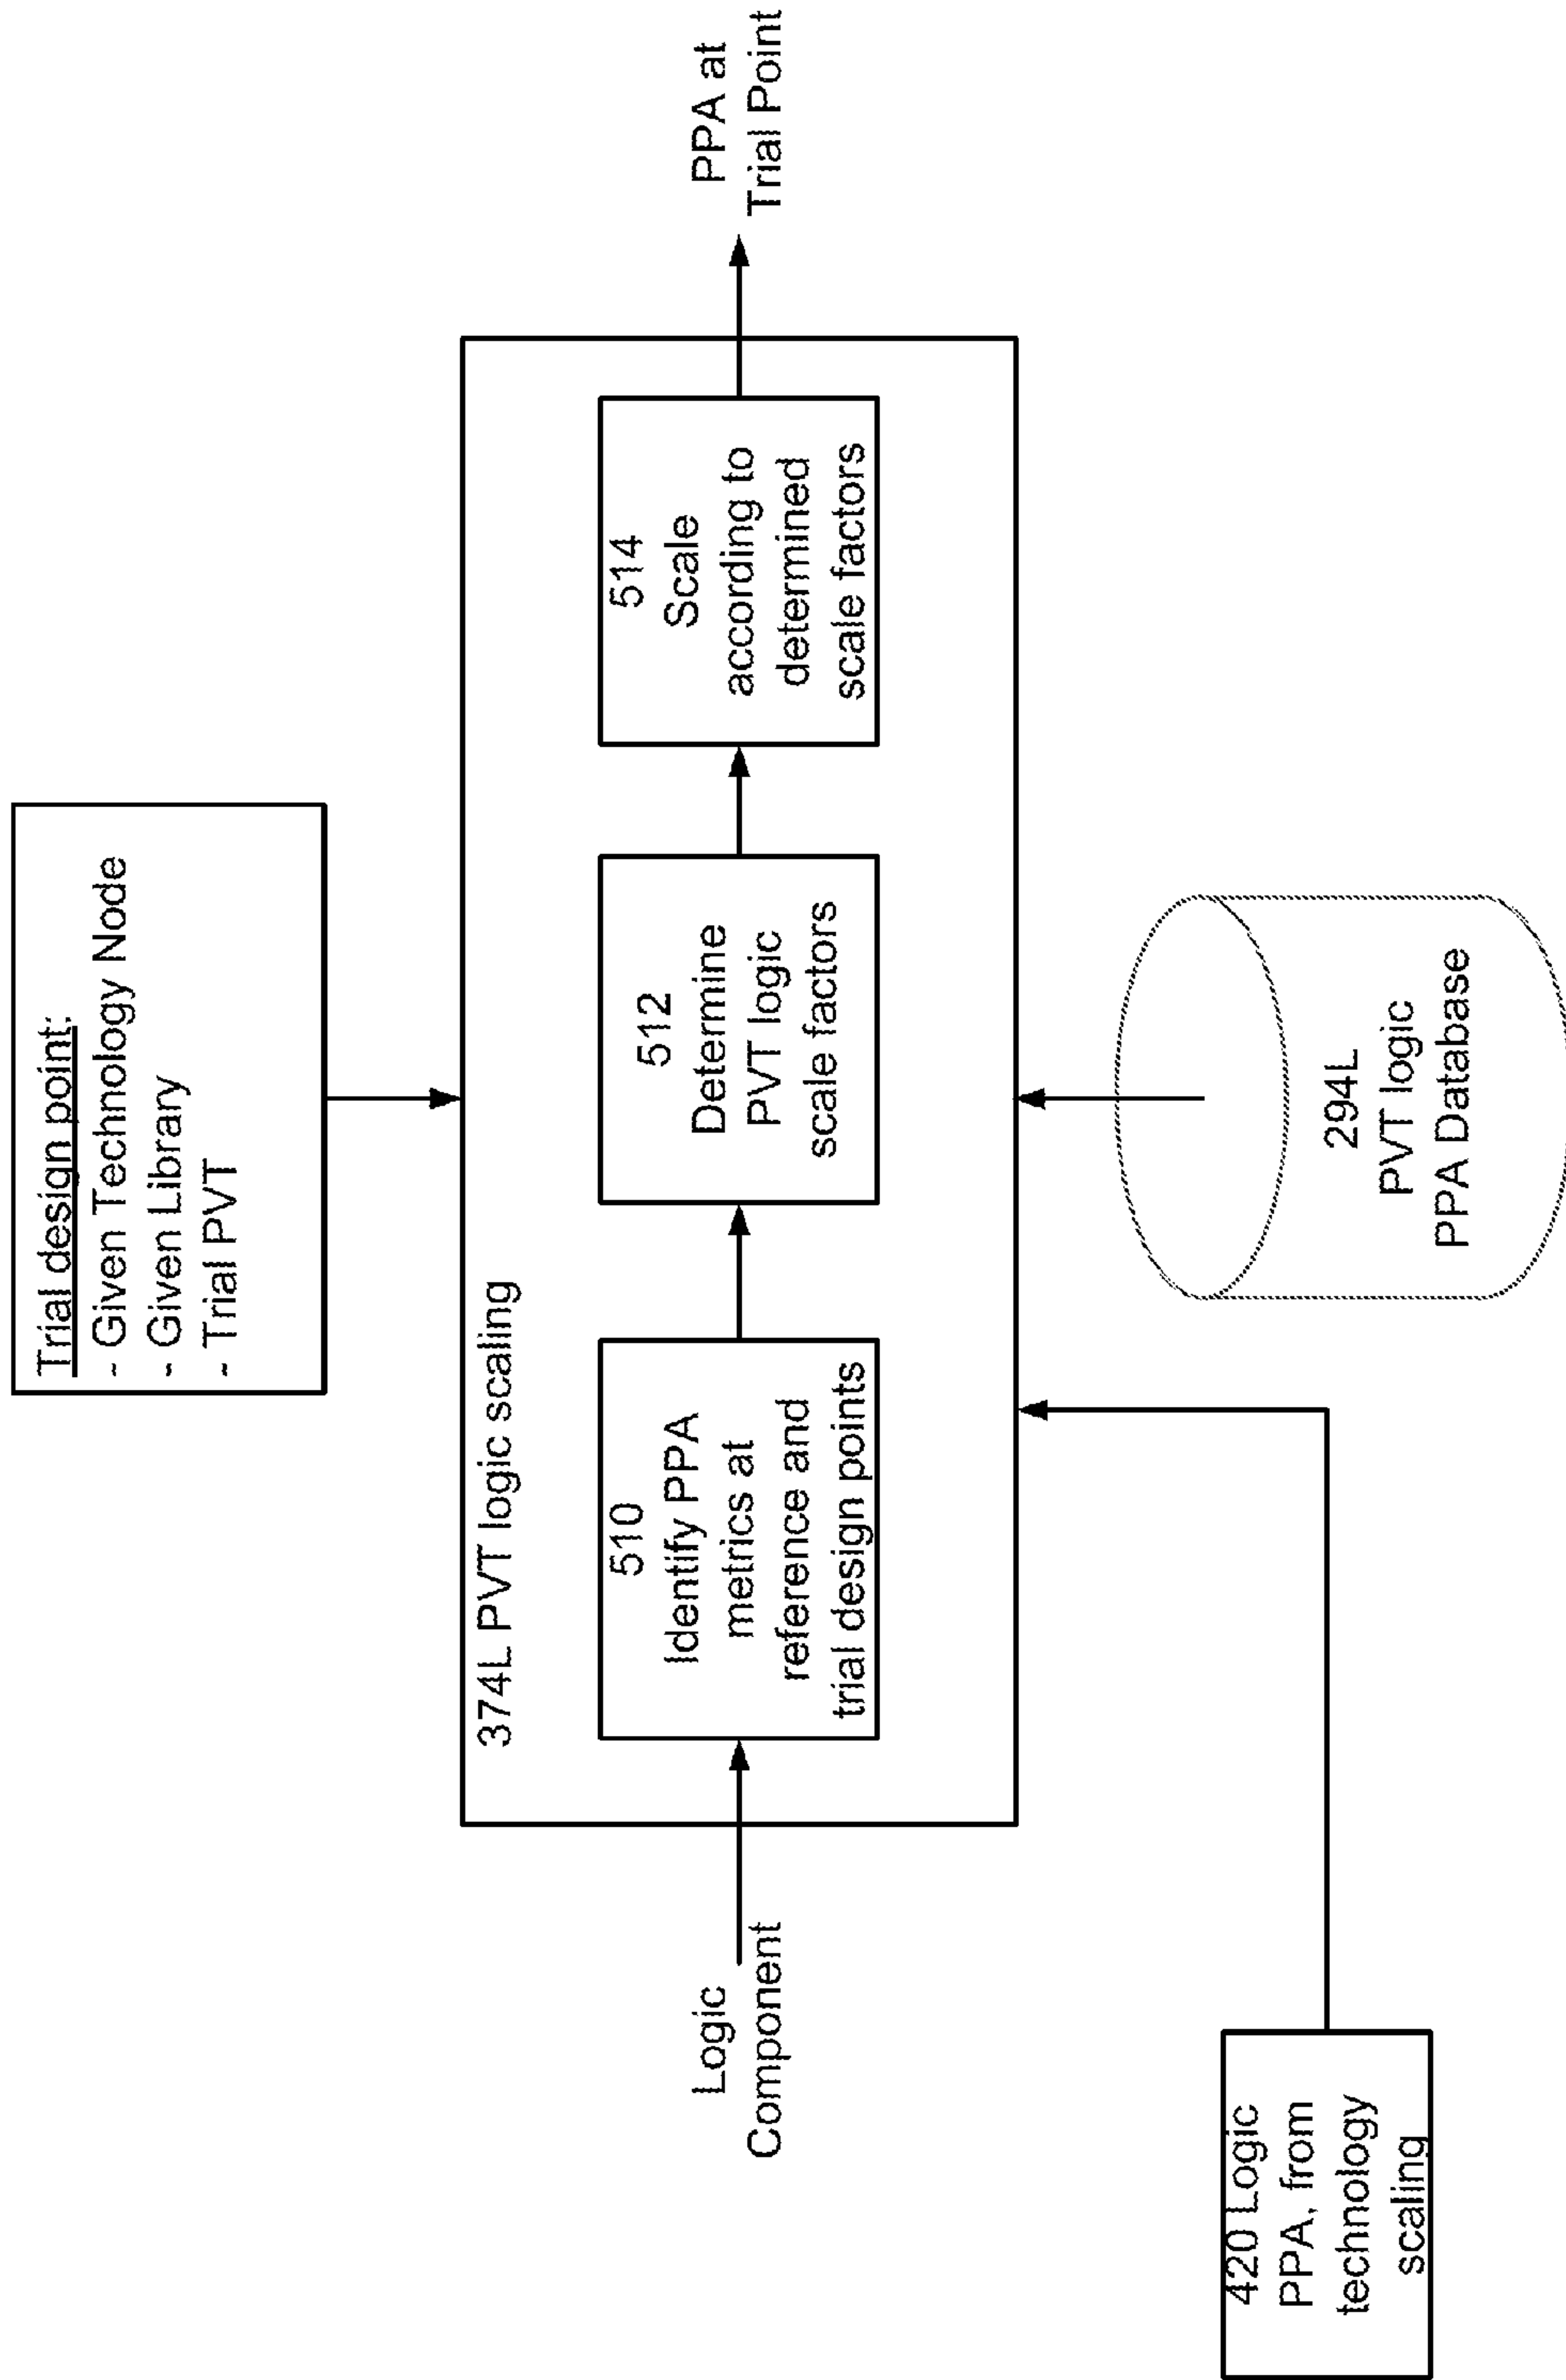 Trial design point:
- Given Technology Node
- Given Library
- Trial PVT
374L PVT logic scaling
Logic
Component
510
Identify PPA
metrics at
reference and
trial design points
512
Determine
PVT logic
scale factors
514
Scale
according to
determined
scale factors
PPA at
Trial Point
420 Logic
PPA, from
technology
scaling
294L
PVT logic
PPA Database